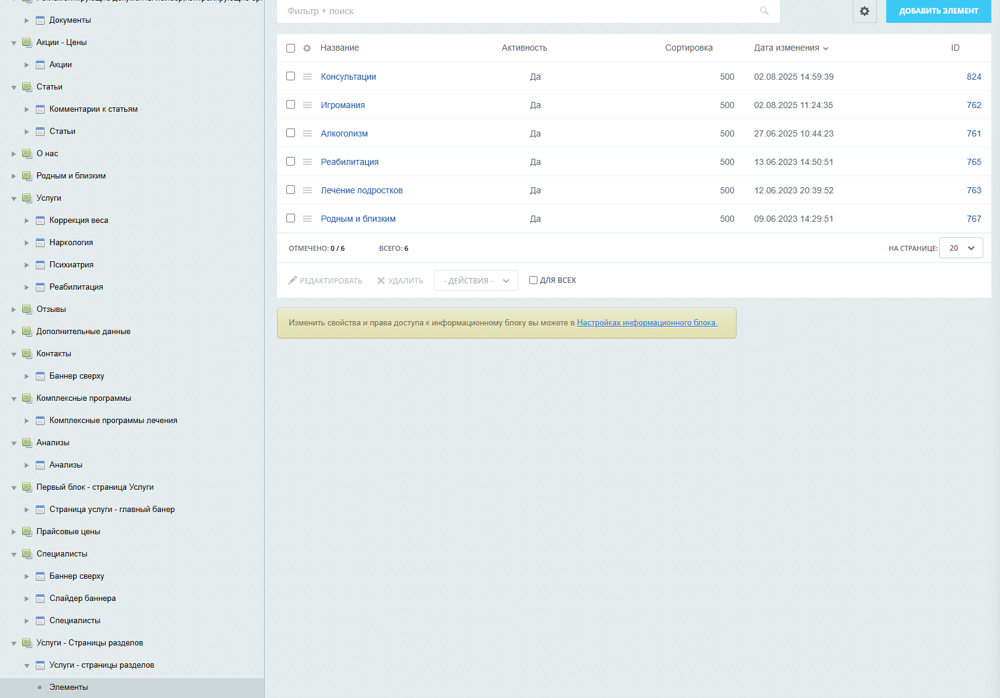 Документы
Акции - Цены
Акции
Статьи
Комментарии к статьям
Статьи
О нас
Родным и близким
Услуги
Коррекция веса
Наркология
Психиатрия
Реабилитация
Отзывы
Дополнительные данные
Контакты
Баннер сверху
Комплексные программы
Комплексные программы лечения
Анализы
Анализы
Первый блок - страница Услуги
Страница услуги - главный банер
Прайсовые цены
Специалисты
Баннер сверху
Слайдер баннера
Специалисты
Услуги - Страницы разделов
Услуги - страницы разделов
Элементы
Фильтр + поиск
ДОБАВИТЬ ЭЛЕМЕНТ
Название Активность Сортировка Дата изменения ID
Консультации Да 500 02.08.2025 14:59:39 824
Игромания Да 500 02.08.2025 11:24:35 762
Алкоголизм Да 500 27.06.2025 10:44:23 761
Реабилитация Да 500 13.06.2023 14:50:51 765
Лечение подростков Да 500 12.06.2023 20:39:52 763
Родным и близким Да 500 09.06.2023 14:29:51 767
ОТМЕЧЕНО: 0 / 6 ВСЕГО: 6 НА СТРАНИЦЕ: 20
РЕДАКТИРОВАТЬ УДАЛИТЬ - ДЕЙСТВИЯ - ДЛЯ ВСЕХ
Изменить свойства и права доступа к информационному блоку вы можете в Настройках информационного блока.